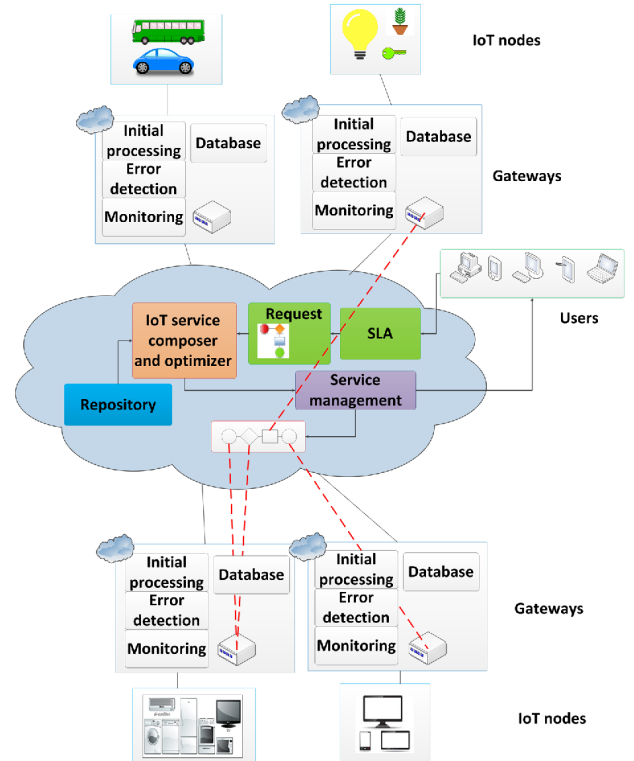 IoT nodes
Initial
processing
Database
Error
detection
Monitoring
Initial
processing
Database
Error
detection
Monitoring
Gateways
Users
IoT service
composer
and optimizer
Request
SLA
Repository
Service
management
Initial
processing
Database
Error
detection
Monitoring
Initial
processing
Database
Error
detection
Monitoring
Gateways
IoT nodes